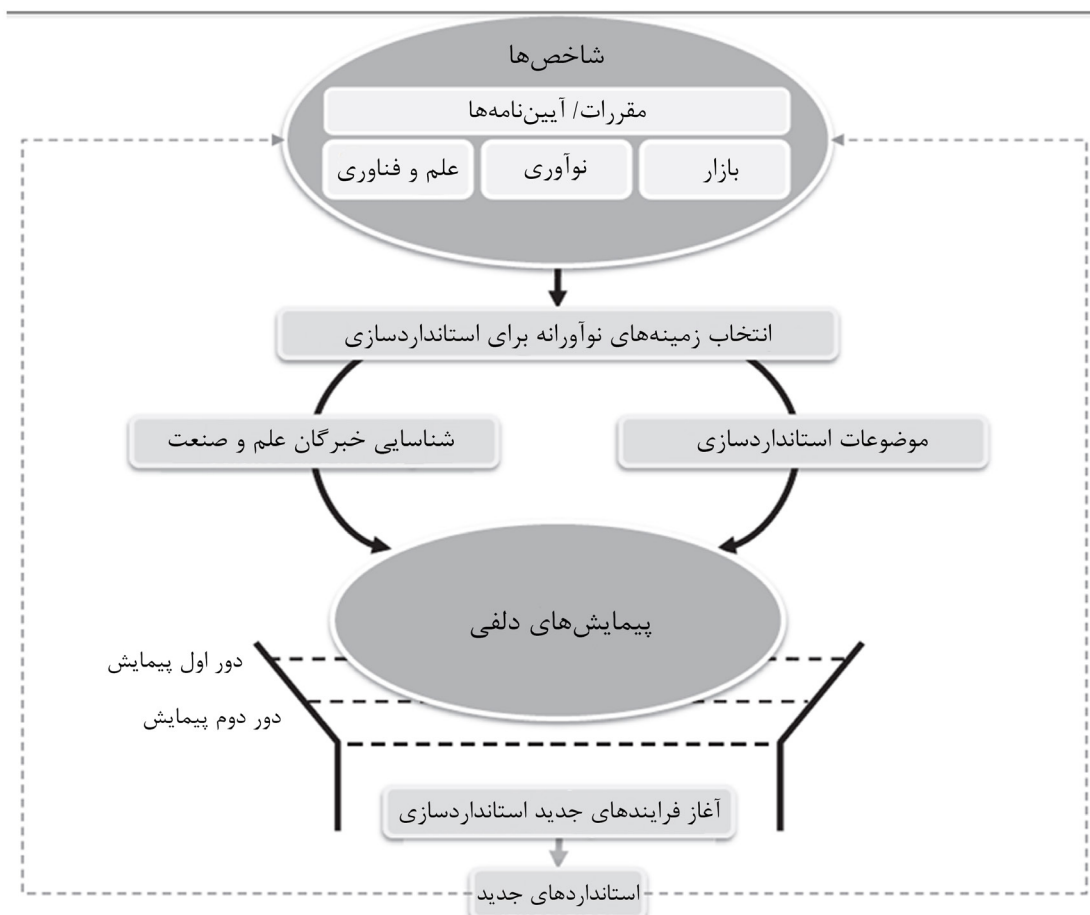 شاخص‌ها
مقررات/ آیین‌نامه‌ها
بازار
نوآوری
علم و فناوری
انتخاب زمینه‌های نوآورانه برای استانداردسازی
موضوعات استانداردسازی
شناسایی خبرگان علم و صنعت
پیمایش‌های دلفی
دور اول پیمایش
دور دوم پیمایش
آغاز فرایندهای جدید استانداردسازی
استانداردهای جدید